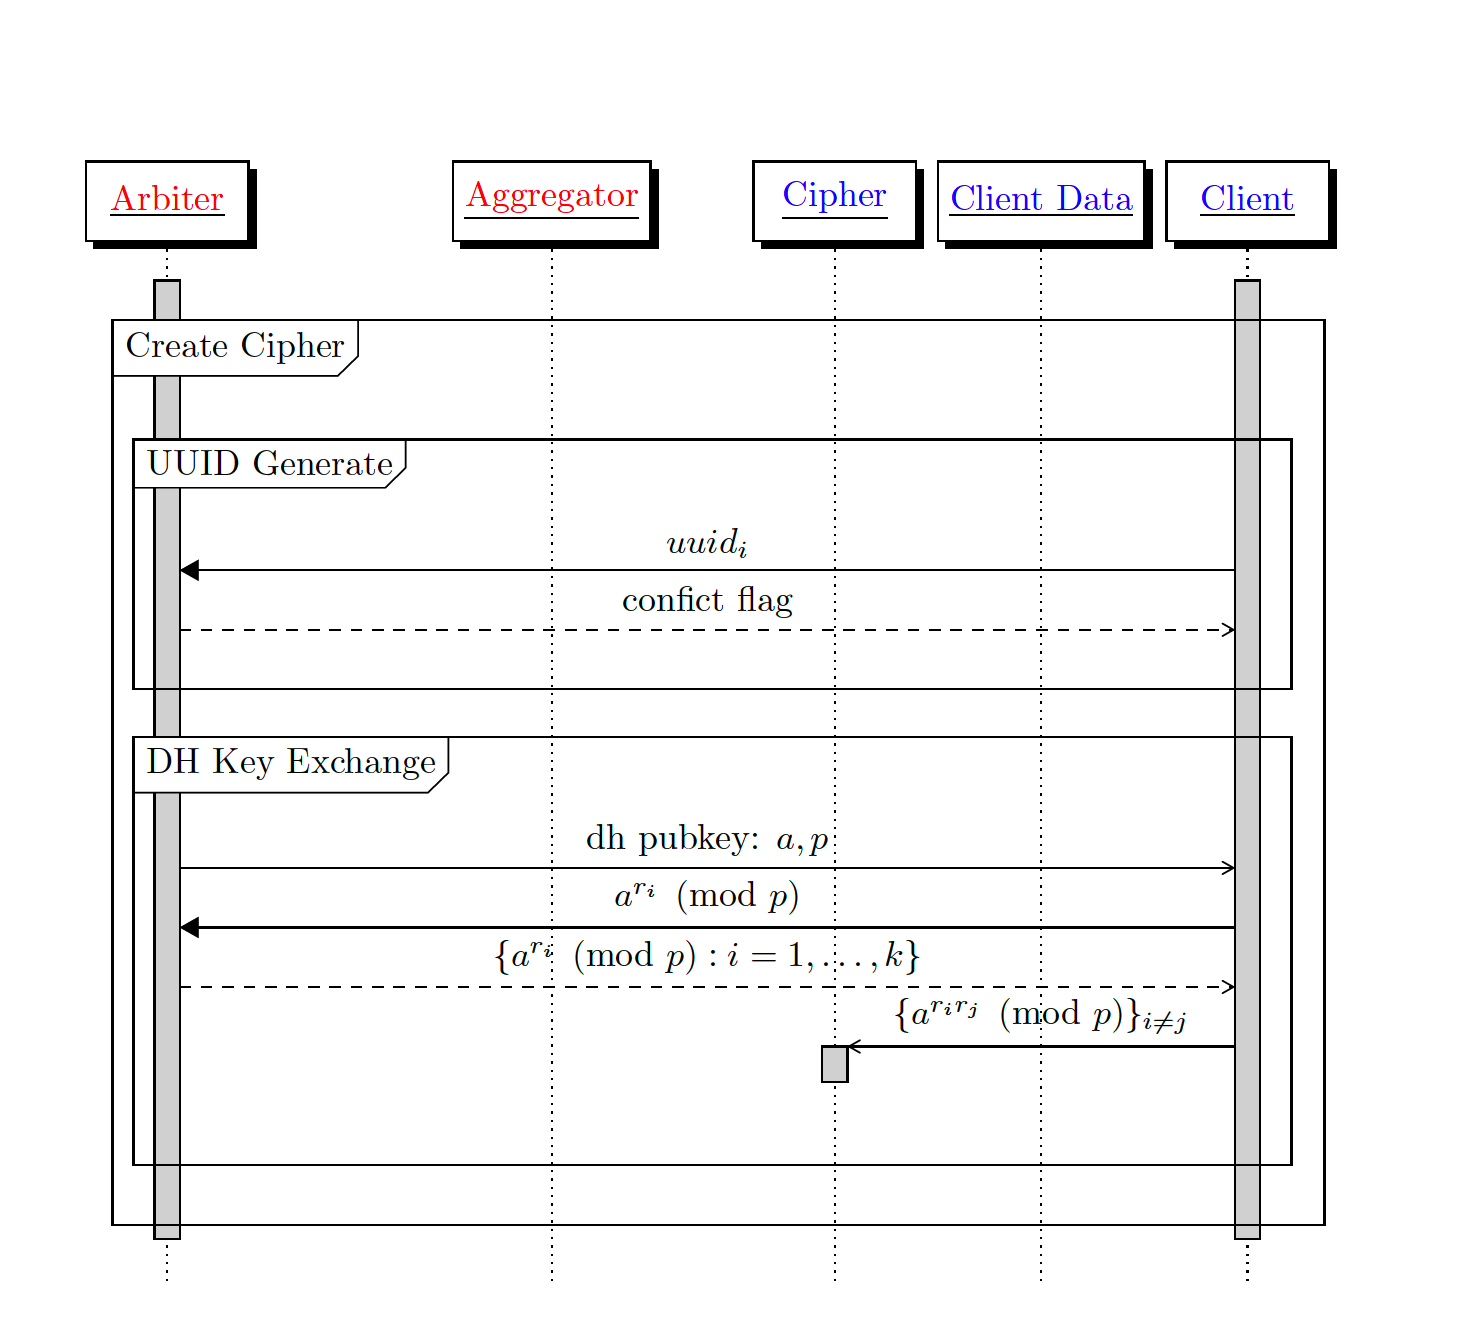 Arbiter Aggregator Cipher Client Data Client
Create Cipher
UUID Generate
$uuid_i$
confict flag
DH Key Exchange
dh pubkey: $a, p$
$a^{r_i} \pmod{p}$
$\{a^{r_i} \pmod{p} : i = 1, \ldots, k\}$
$\{a^{r_i r_j} \pmod{p}\}_{i \neq j}$